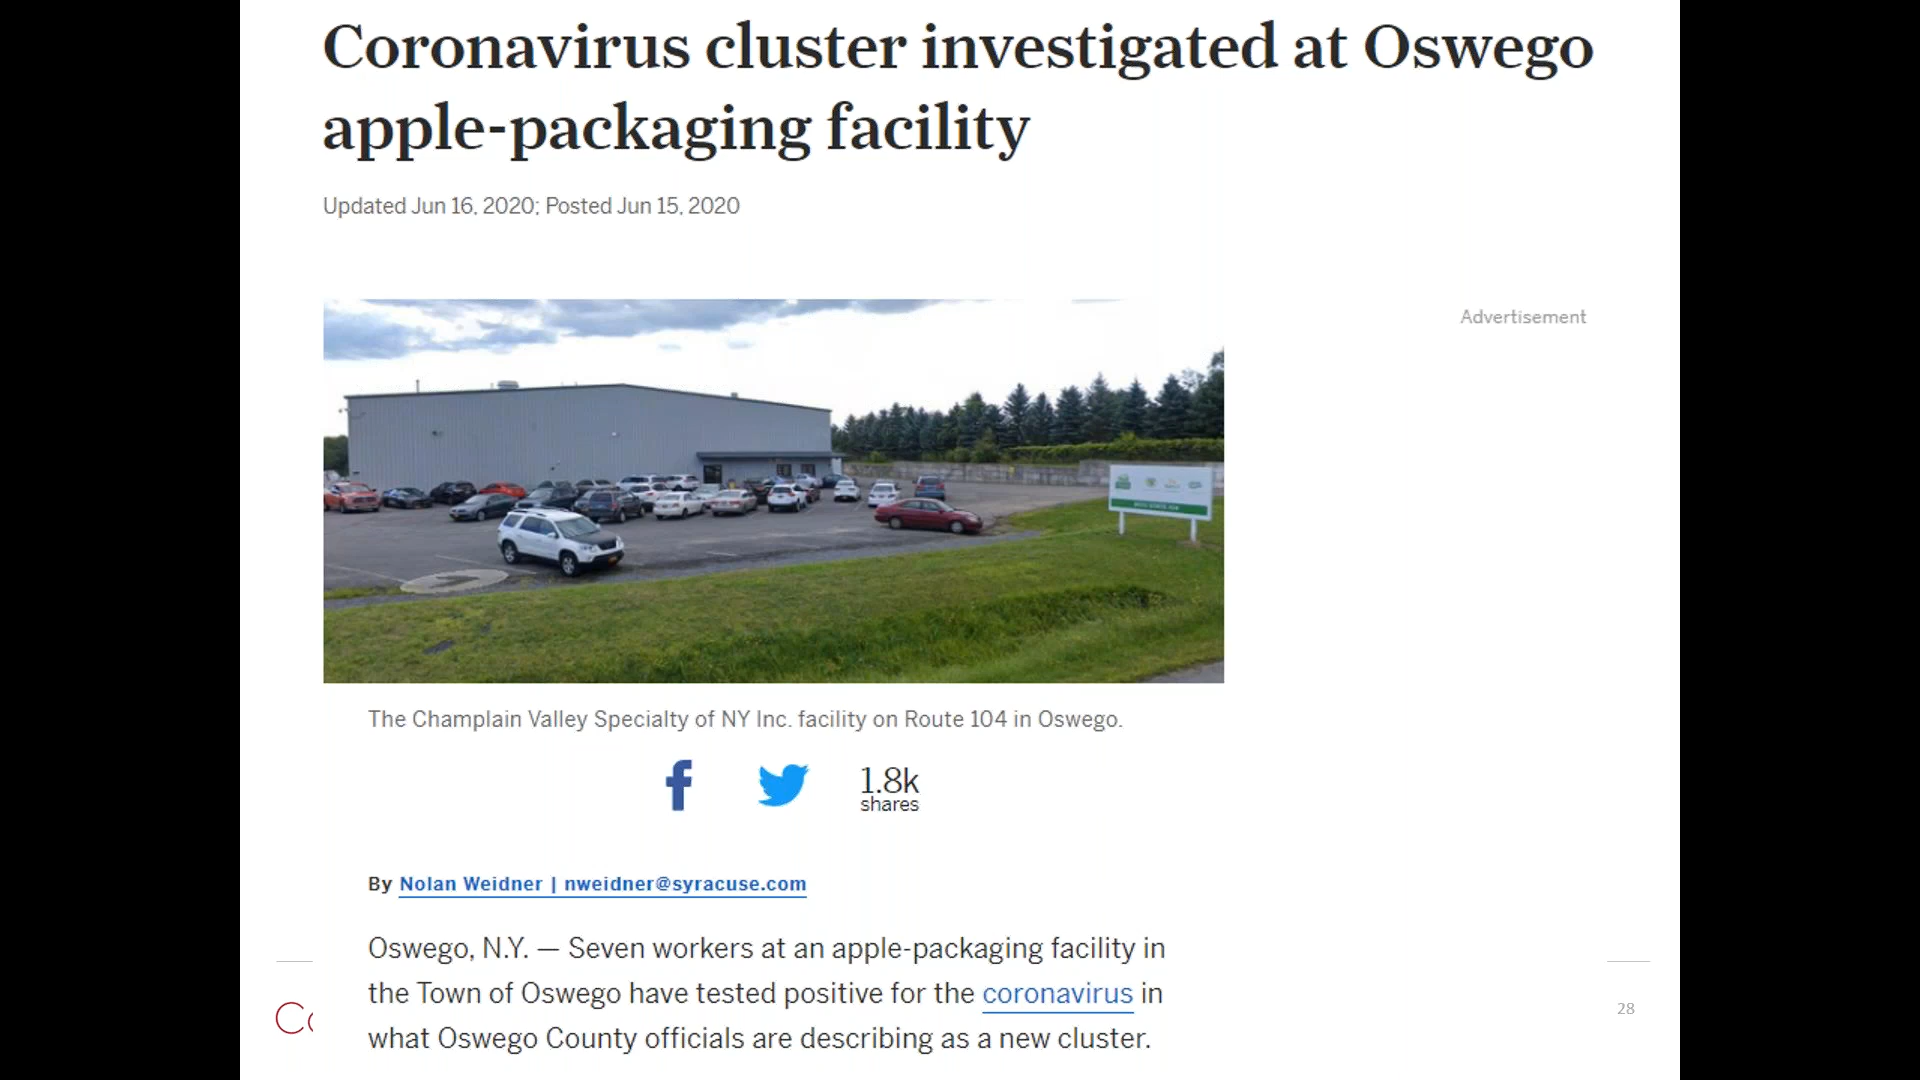 Coronavirus cluster investigated at Oswego
apple-packaging facility
Updated Jun 16, 2020; Posted Jun 15, 2020
Advertisement
The Champlain Valley Specialty of NY Inc. facility on Route 104 in Oswego.
1.8k
shares
By Nolan Weidner | nweidner@syracuse.com
Oswego, N.Y. — Seven workers at an apple-packaging facility in
the Town of Oswego have tested positive for the coronavirus in
what Oswego County officials are describing as a new cluster.
28